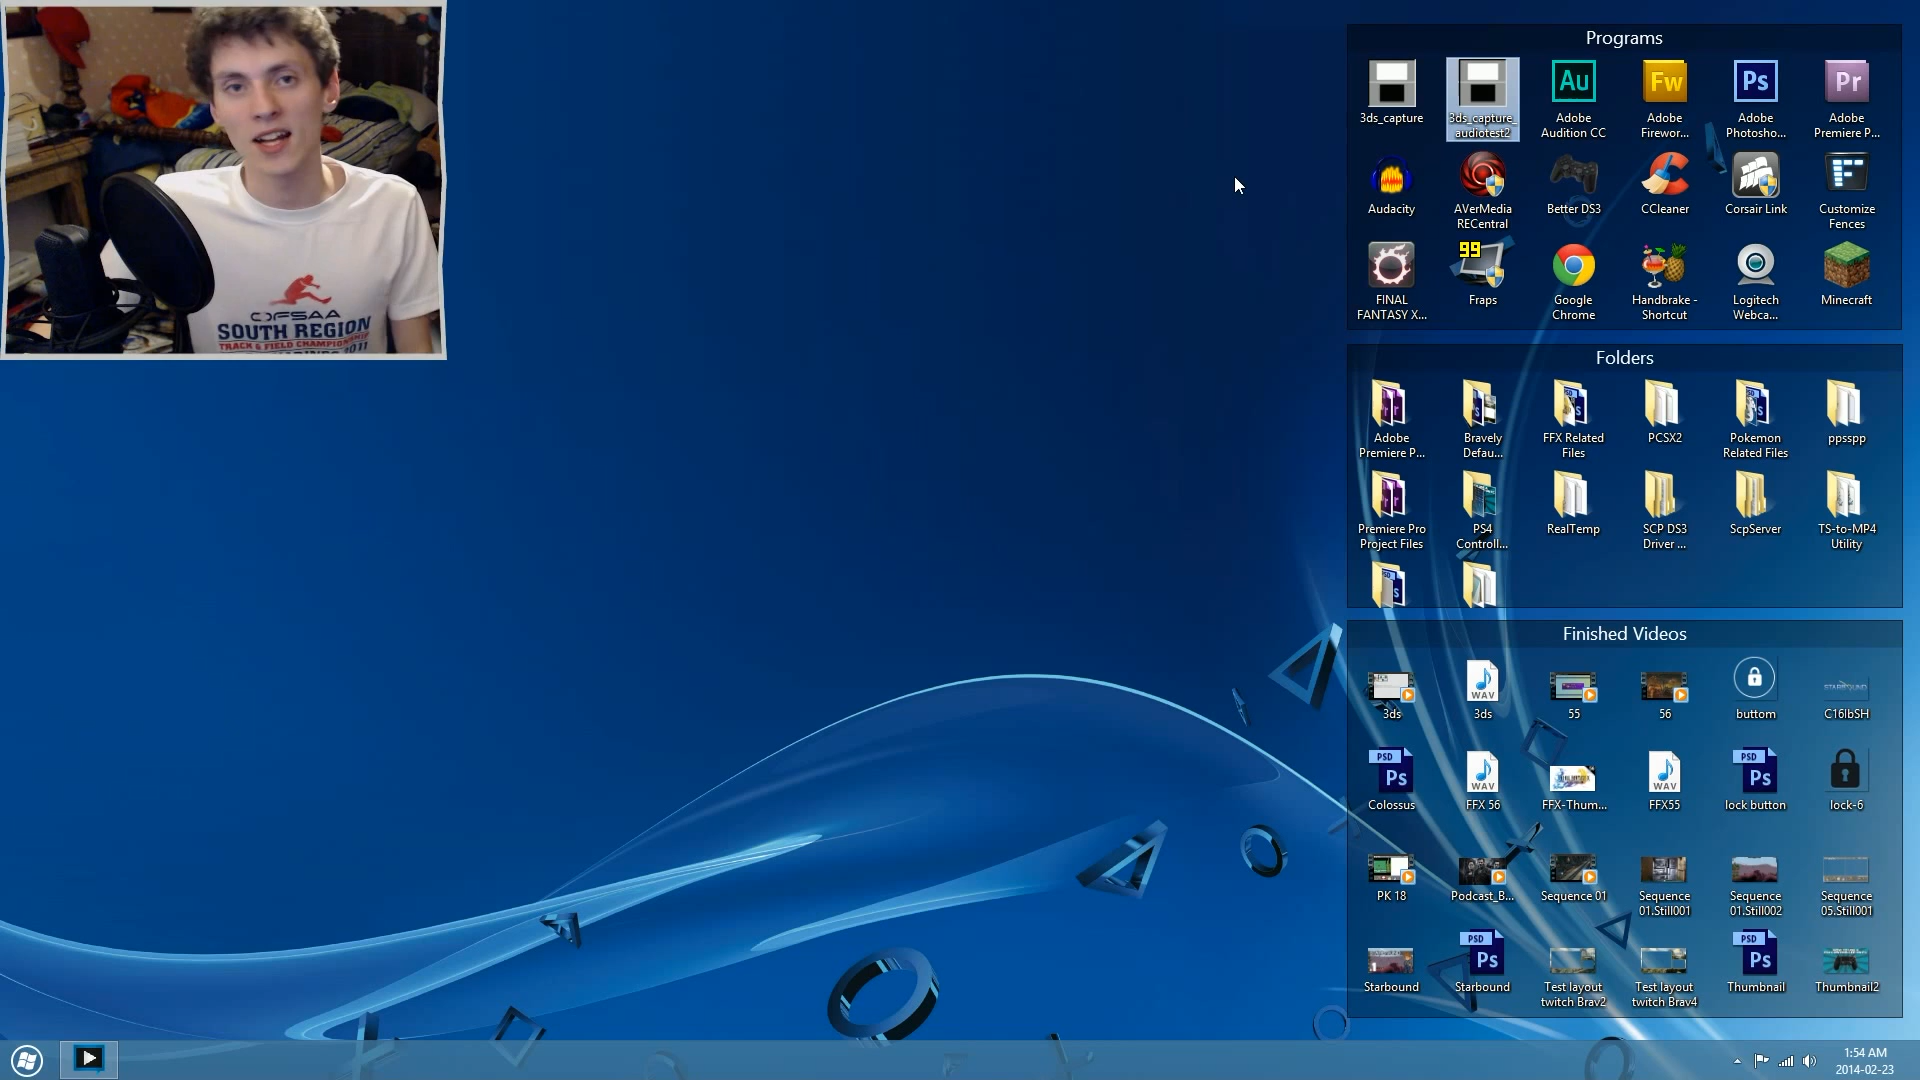 OFSAA
SOUTH REGION
TRACK & FIELD CHAMPIONSHIP
2011
Programs
3ds_capture
3ds_capture_
audiotest2
Au
Adobe
Audition CC
Fw
Adobe
Firewor...
Ps
Adobe
Photosho...
Pr
Adobe
Premiere P...
Audacity
AVerMedia
RECentral
Better DS3
CCleaner
Corsair Link
Customize
Fences
FINAL
FANTASY X...
99
Fraps
Google
Chrome
Handbrake -
Shortcut
Logitech
Webca...
Minecraft
Folders
Adobe
Premiere P...
Bravely
Defau...
FFX Related
Files
PCSX2
Pokemon
Related Files
ppsspp
Premiere Pro
Project Files
PS4
Controll...
RealTemp
SCP DS3
Driver ...
ScpServer
TS-to-MP4
Utility
Finished Videos
3ds
WAV
3ds
55
56
buttom
STARBOUND
C16lbSH
PSD
Ps
Colossus
WAV
FFX 56
FFX-Thum...
WAV
FFX55
PSD
Ps
lock button
lock-6
PK 18
Podcast_B...
Sequence 01
Sequence
01.Still001
Sequence
01.Still002
Sequence
05.Still001
Starbound
PSD
Ps
Starbound
Test layout
twitch Brav2
Test layout
twitch Brav4
PSD
Ps
Thumbnail
Thumbnail2
1:54 AM
2014-02-23